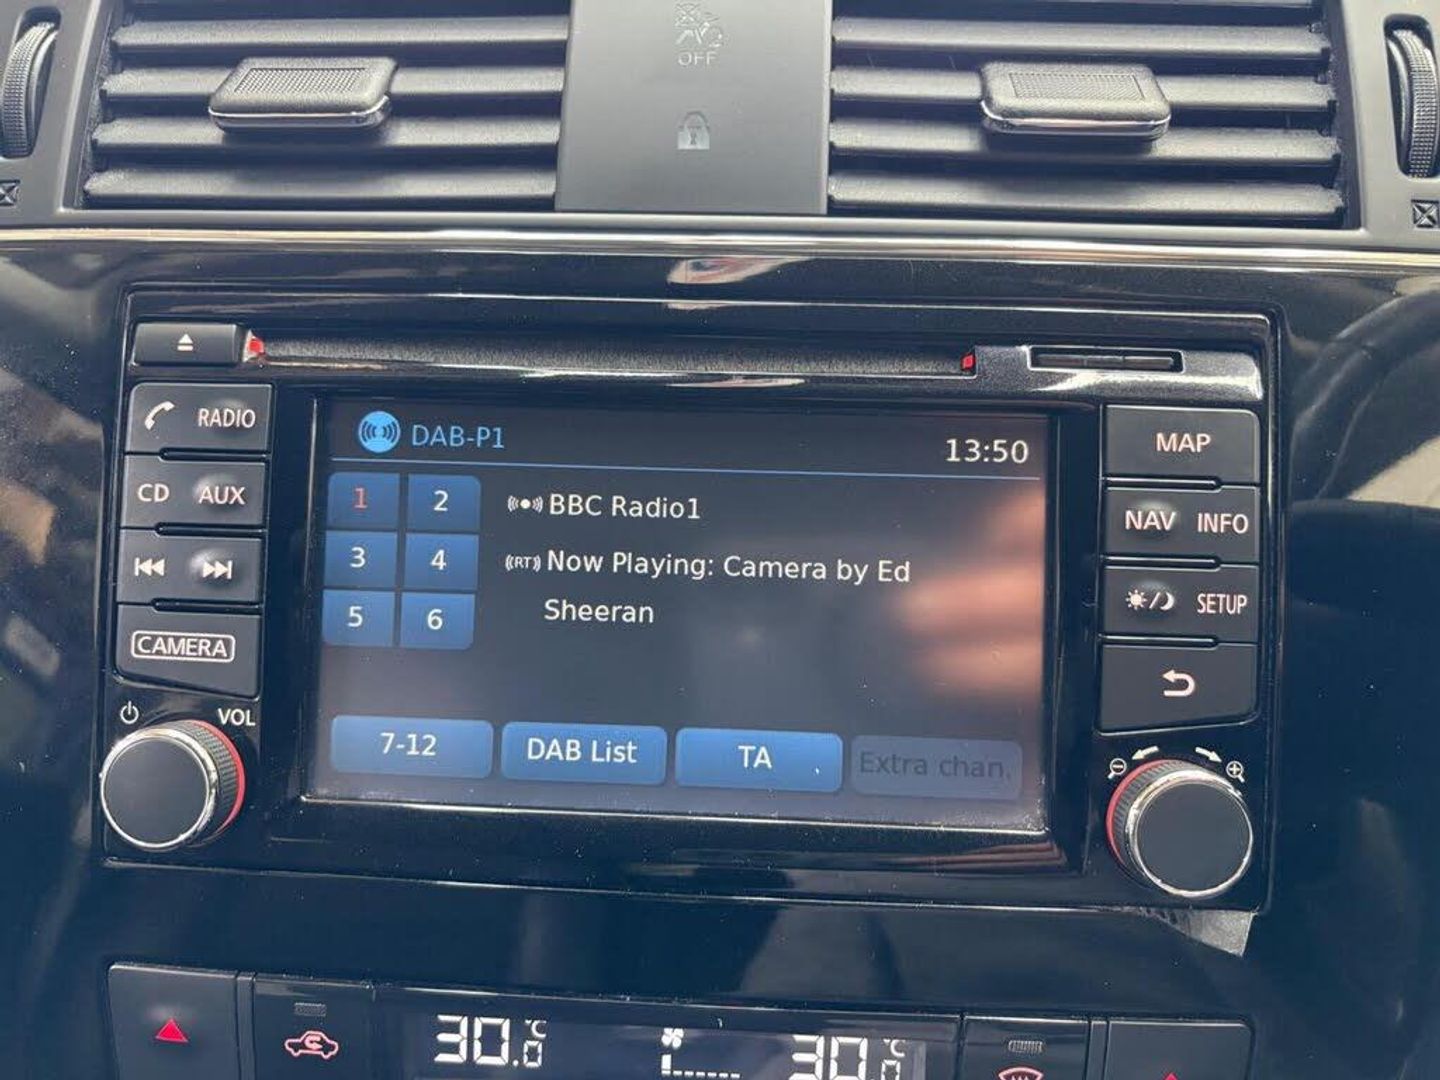 OFF
RADIO
CD AUX
CAMERA
VOL
DAB-P1
13:50
1 2
3 4
5 6
BBC Radio1
(RT) Now Playing: Camera by Ed
Sheeran
7-12
DAB List
TA
Extra chan.
MAP
NAV INFO
SETUP
30.0°C
30.0°C